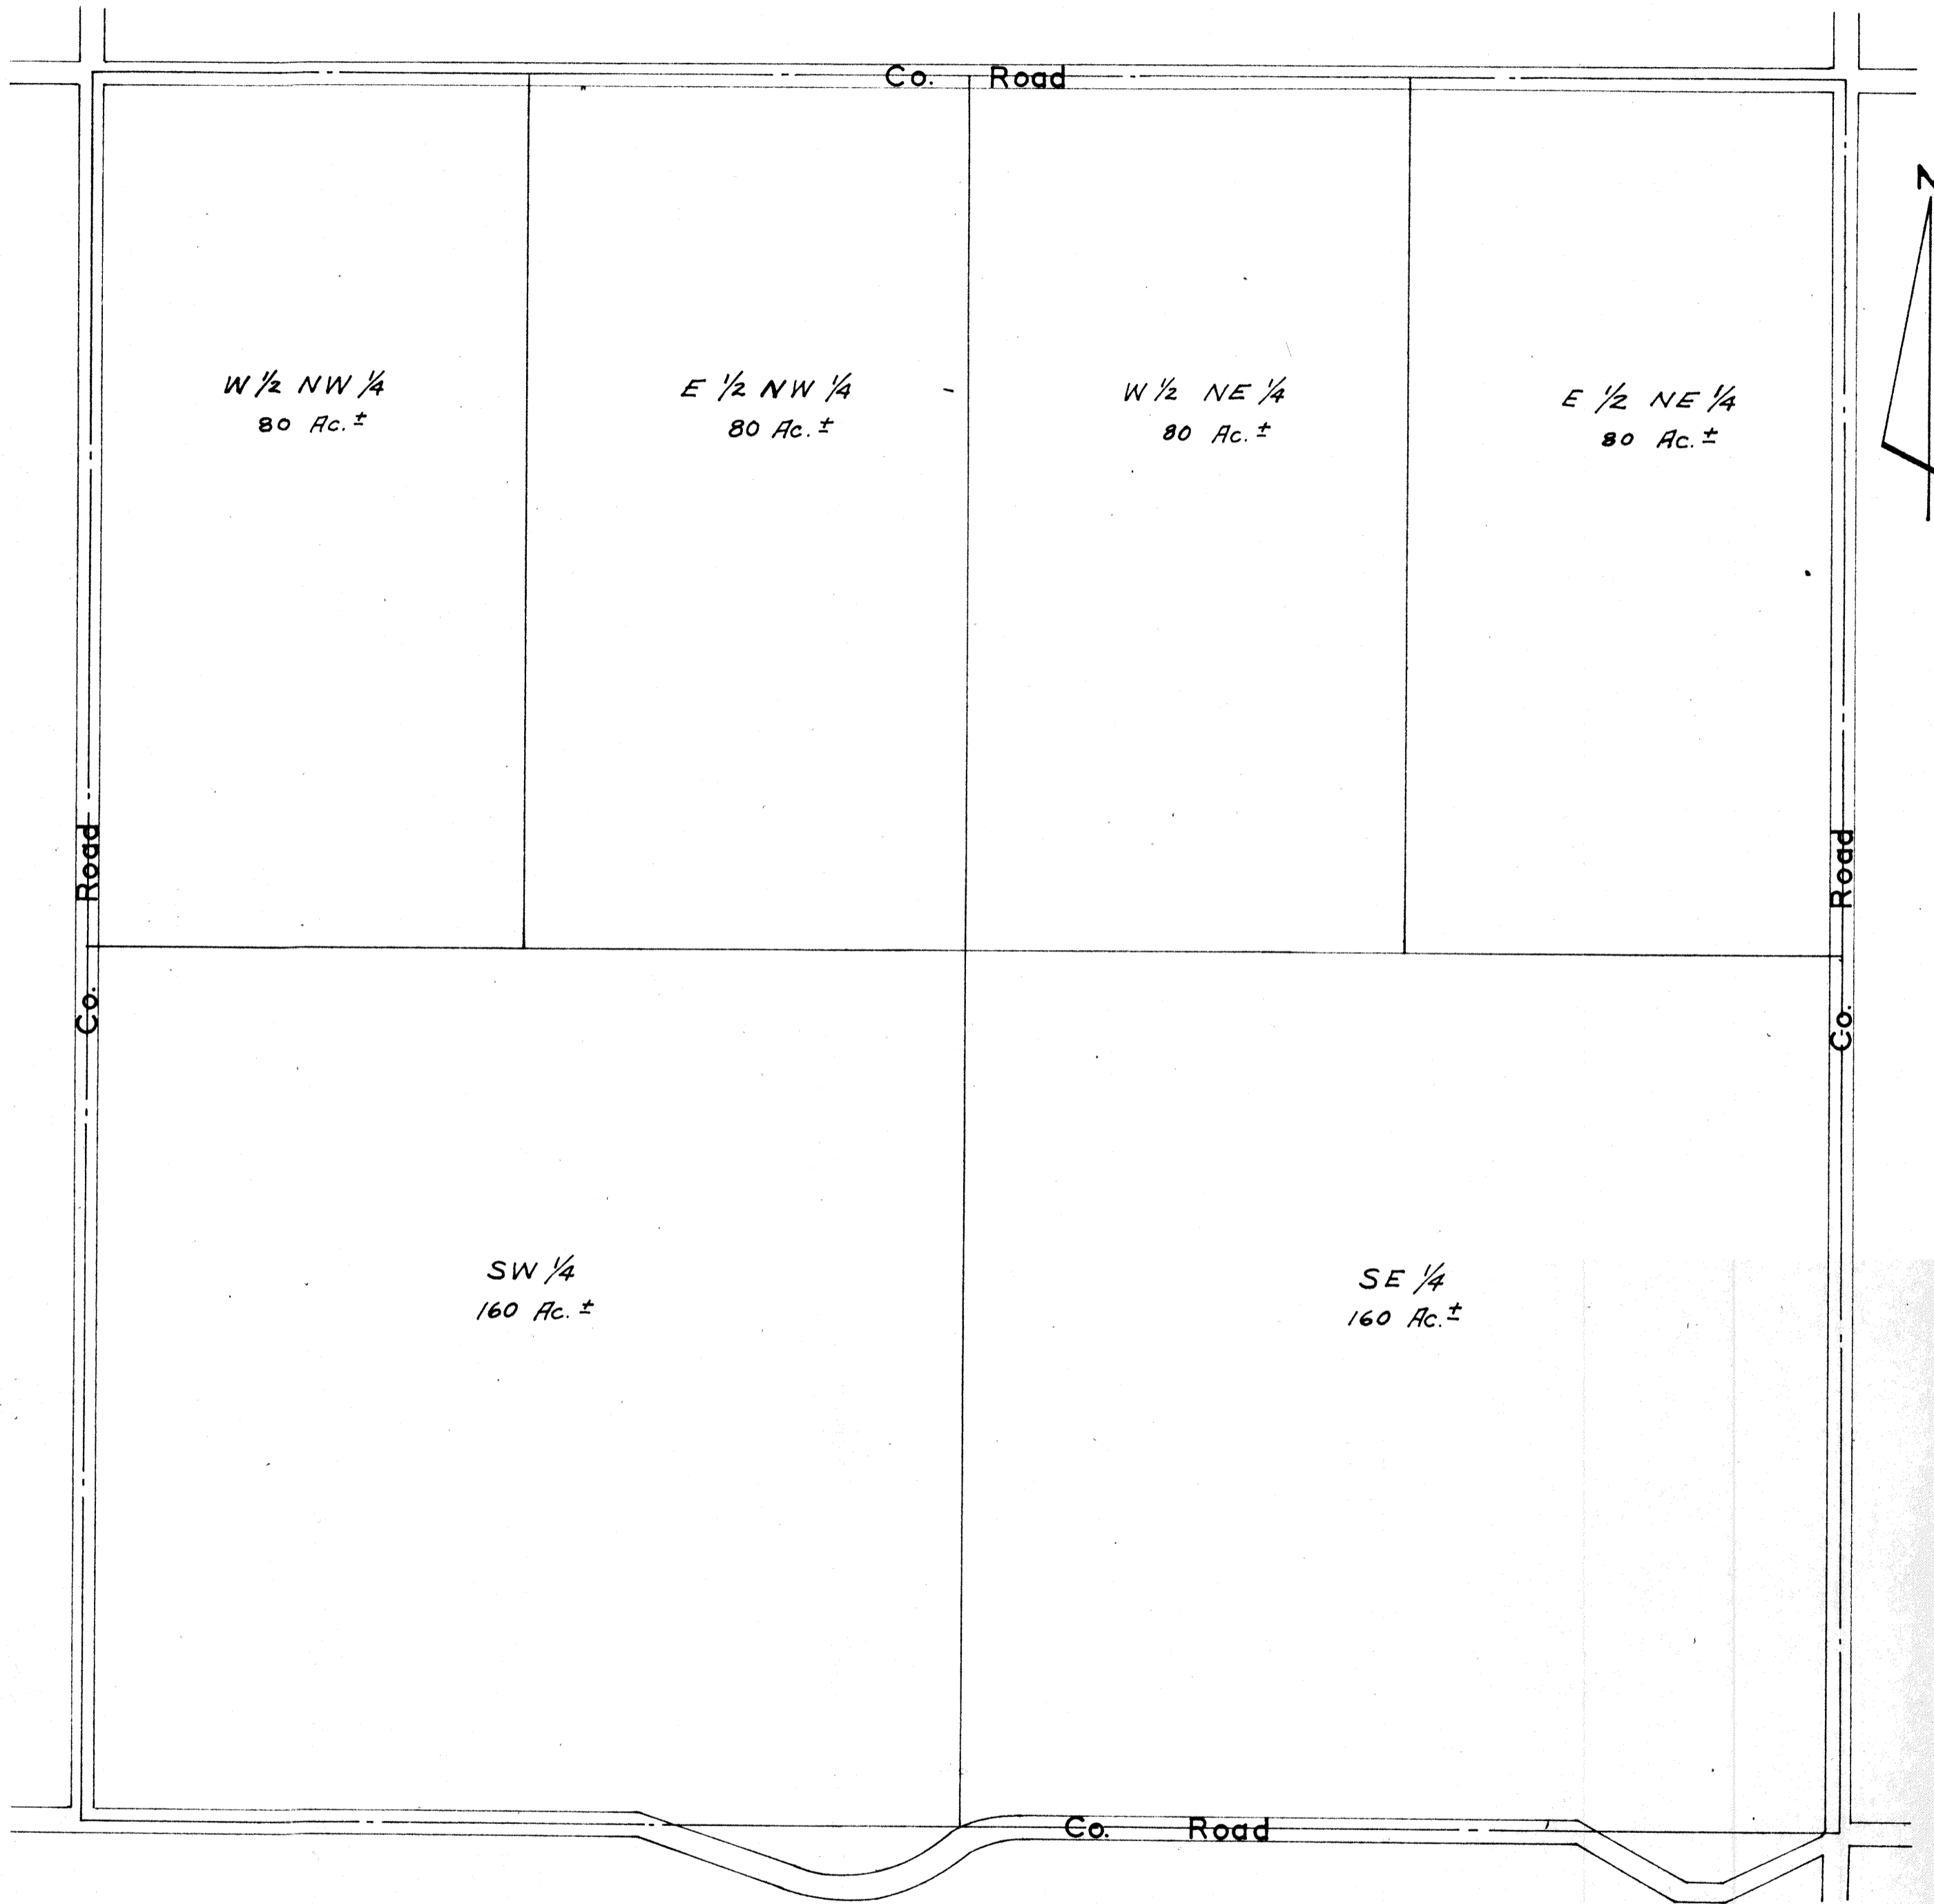 Co. Road
N
W 1/2 NW 1/4
80 Ac. ±
E 1/2 NW 1/4
80 Ac. ±
W 1/2 NE 1/4
80 Ac. ±
E 1/2 NE 1/4
80 Ac. ±
Co. Road
Co. Road
SW 1/4
160 Ac. ±
SE 1/4
160 Ac. ±
Co. Road